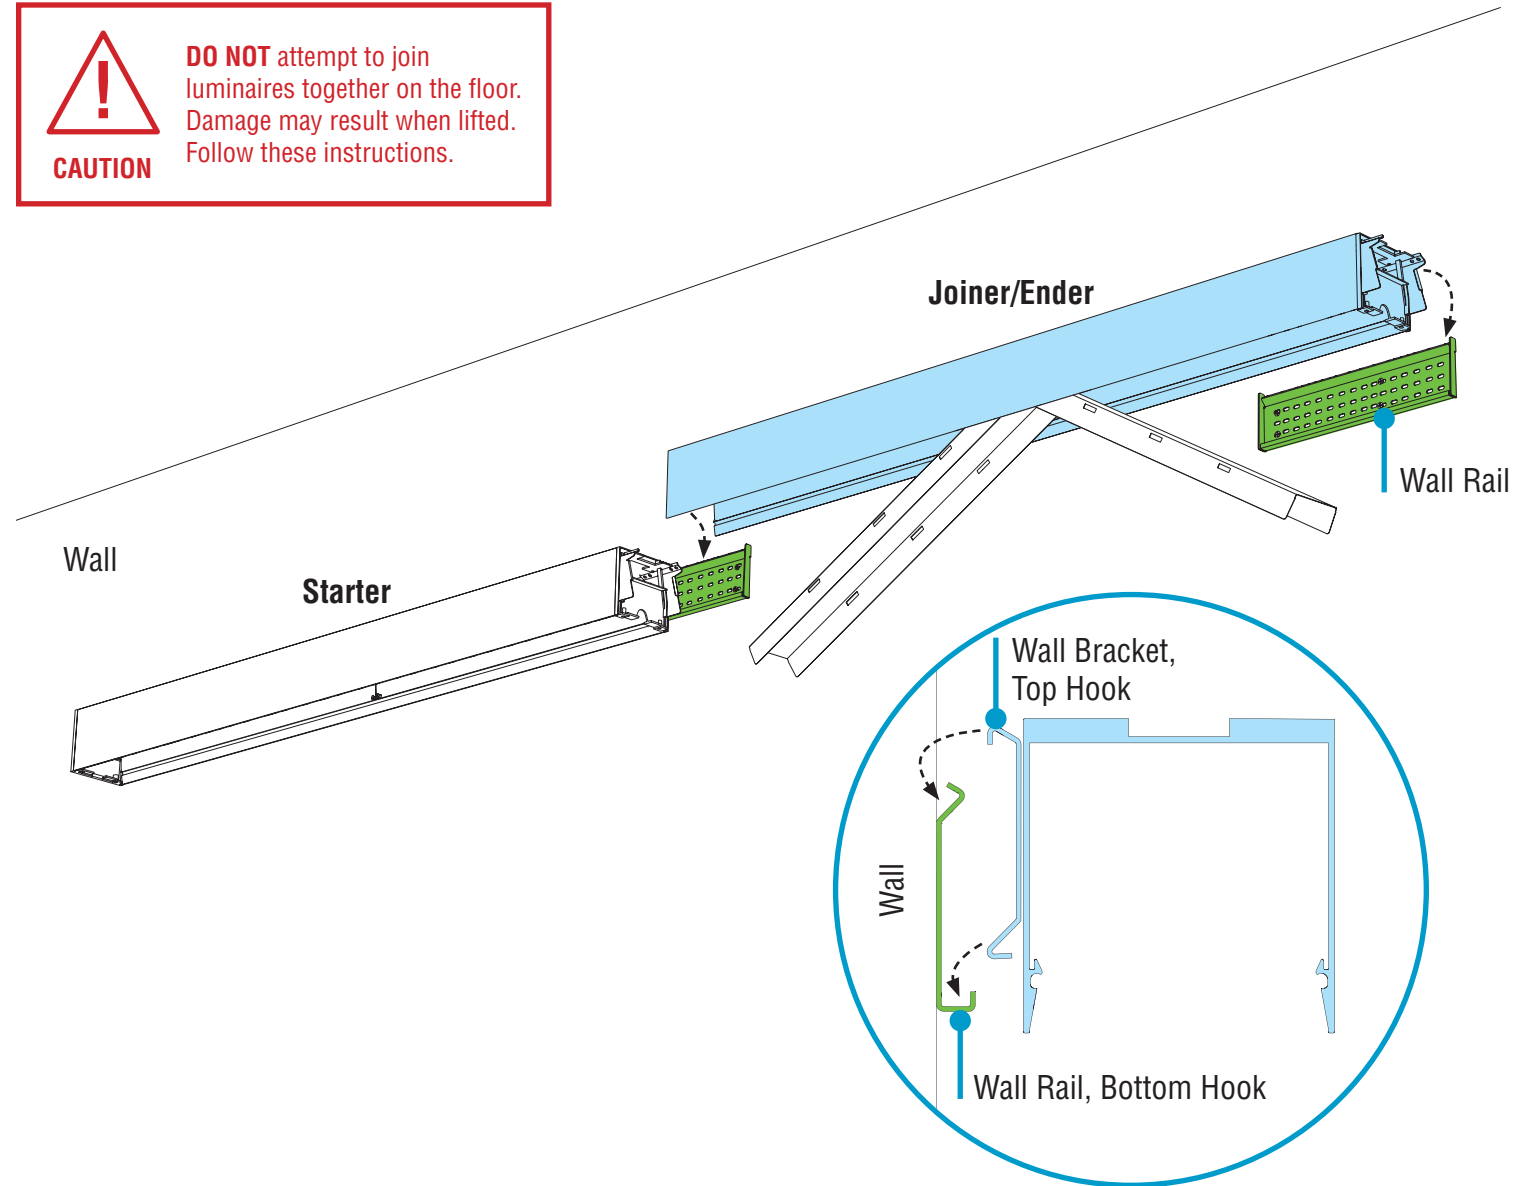 DO NOT attempt to join
luminaires together on the floor.
Damage may result when lifted.
Follow these instructions.
CAUTION
Joiner/Ender
Wall Rail
Wall
Starter
Wall Bracket,
Top Hook
Wall
Wall Rail, Bottom Hook